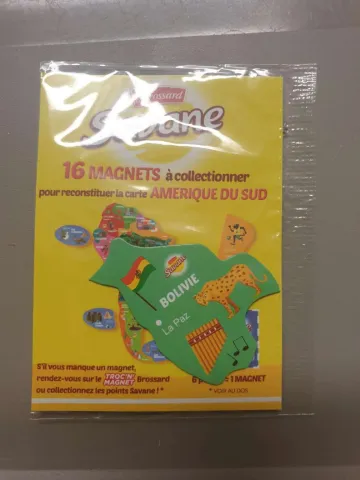 Brossard
Savane
16 MAGNETS à collectionner
pour reconstituer la carte AMERIQUE DU SUD
Savane
BOLIVIE
La Paz
S'il vous manque un magnet,
rendez-vous sur le TROC'N MAGNET Brossard
ou collectionnez les points Savane ! *
= 1 MAGNET
* VOIR AU DOS